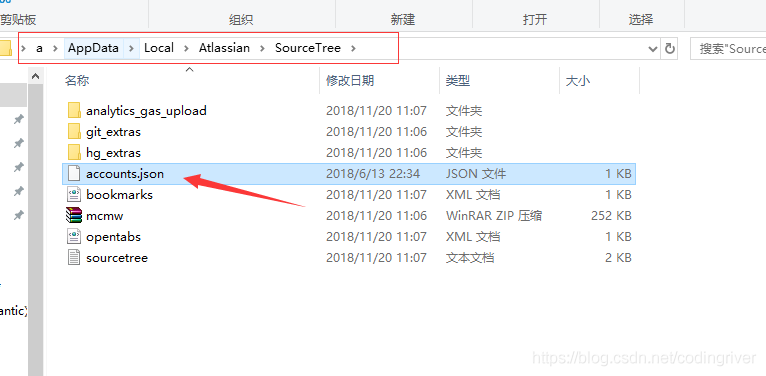 剪贴板 组织 新建 打开 选择
a > AppData > Local > Atlassian > SourceTree > 搜索"Source
名称 修改日期 类型 大小
analytics_gas_upload 2018/11/20 11:07 文件夹
git_extras 2018/11/20 11:06 文件夹
hg_extras 2018/11/20 11:06 文件夹
accounts.json 2018/6/13 22:34 JSON 文件 1 KB
bookmarks 2018/11/20 11:07 XML 文档 1 KB
mcmw 2018/11/20 11:06 WinRAR ZIP 压缩 252 KB
opentabs 2018/11/20 11:07 XML 文档 1 KB
sourcetree 2018/11/20 11:07 文本文档 2 KB
antic)
https://blog.csdn.net/codingriver